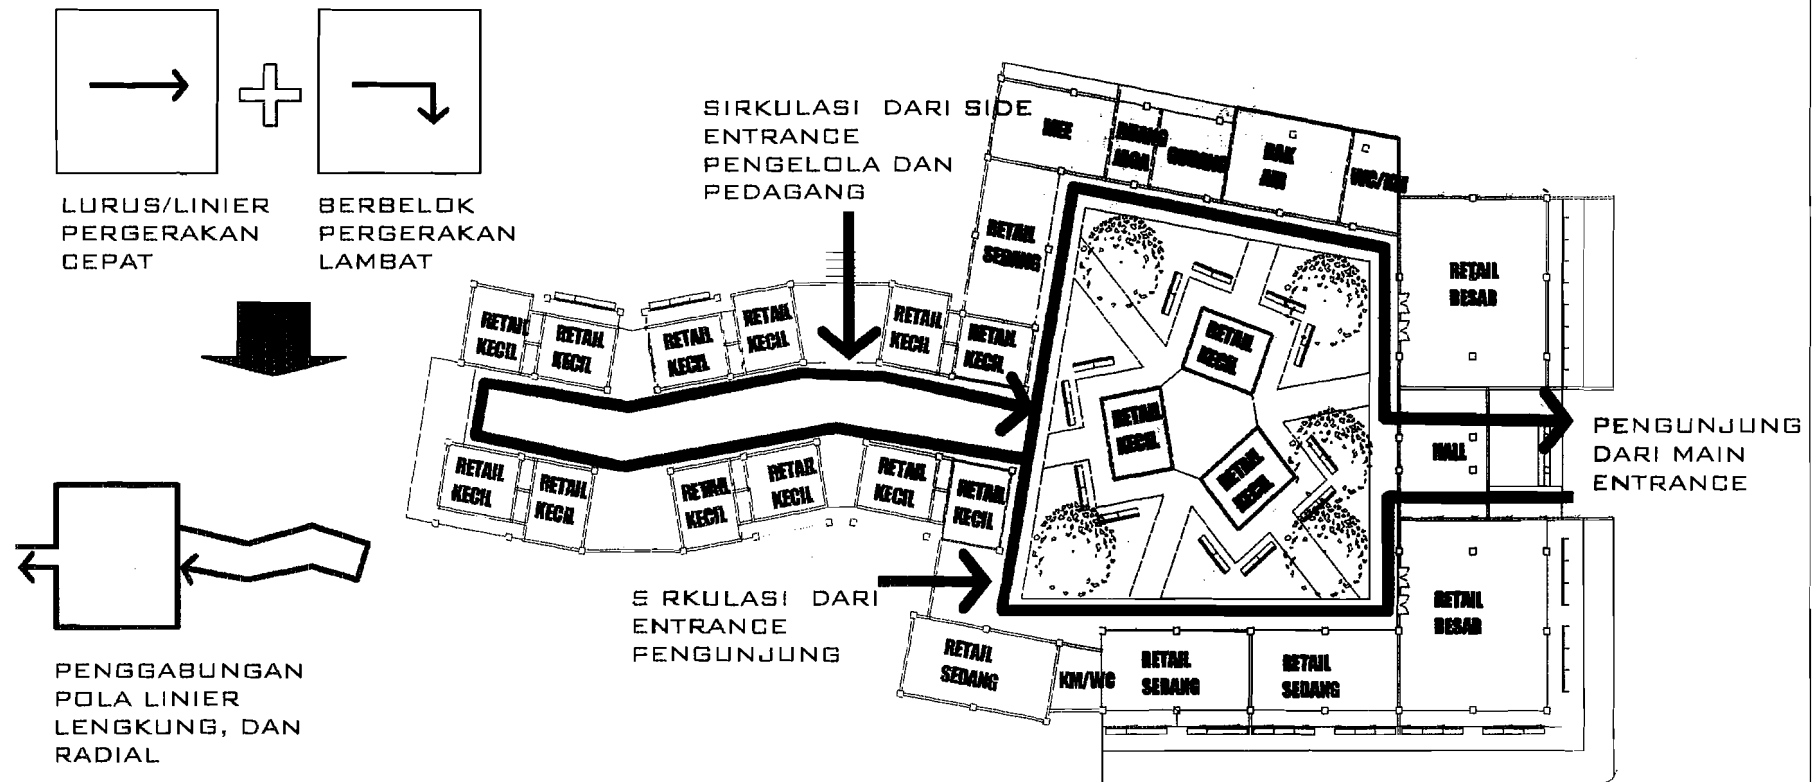 LURUS/LINIER
PERGERAKAN
CEPAT
BERBELOK
PERGERAKAN
LAMBAT
SIRKULASI DARI SIDE
ENTRANCE
PENGELOLA DAN
PEDAGANG
MEE
RUANG
JAGA
GUDANG
BAK
AIR
WC/KM
RETAIL
SEDANG
RETAIL
BESAR
RETAIL
KECIL
RETAIL
KECIL
RETAIL
KECIL
RETAIL
KECIL
RETAIL
KECIL
RETAIL
KECIL
RETAIL
KECIL
RETAIL
KECIL
RETAIL
KECIL
PENGUNJUNG
DARI MAIN
ENTRANCE
HALL
RETAIL
KECIL
RETAIL
KECIL
RETAIL
KECIL
RETAIL
KECIL
RETAIL
KECIL
RETAIL
KECIL
S RKULASI DARI
ENTRANCE
PENGUNJUNG
RETAIL
BESAR
RETAIL
SEDANG
KM/WC
RETAIL
SEDANG
RETAIL
SEDANG
PENGGABUNGAN
POLA LINIER
LENGKUNG, DAN
RADIAL